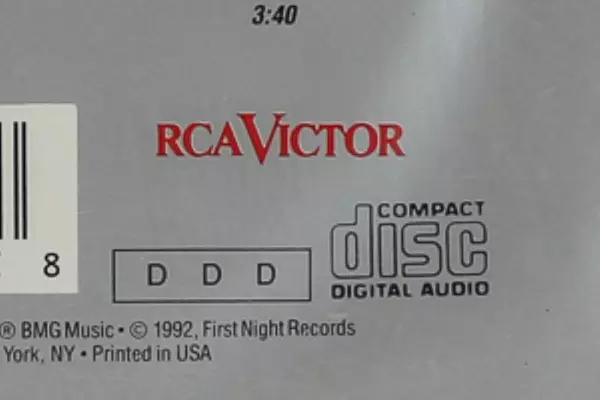 3:40
RCA VICTOR
COMPACT
disc
DIGITAL AUDIO
D D D
8
® BMG Music • © 1992, First Night Records
York, NY • Printed in USA